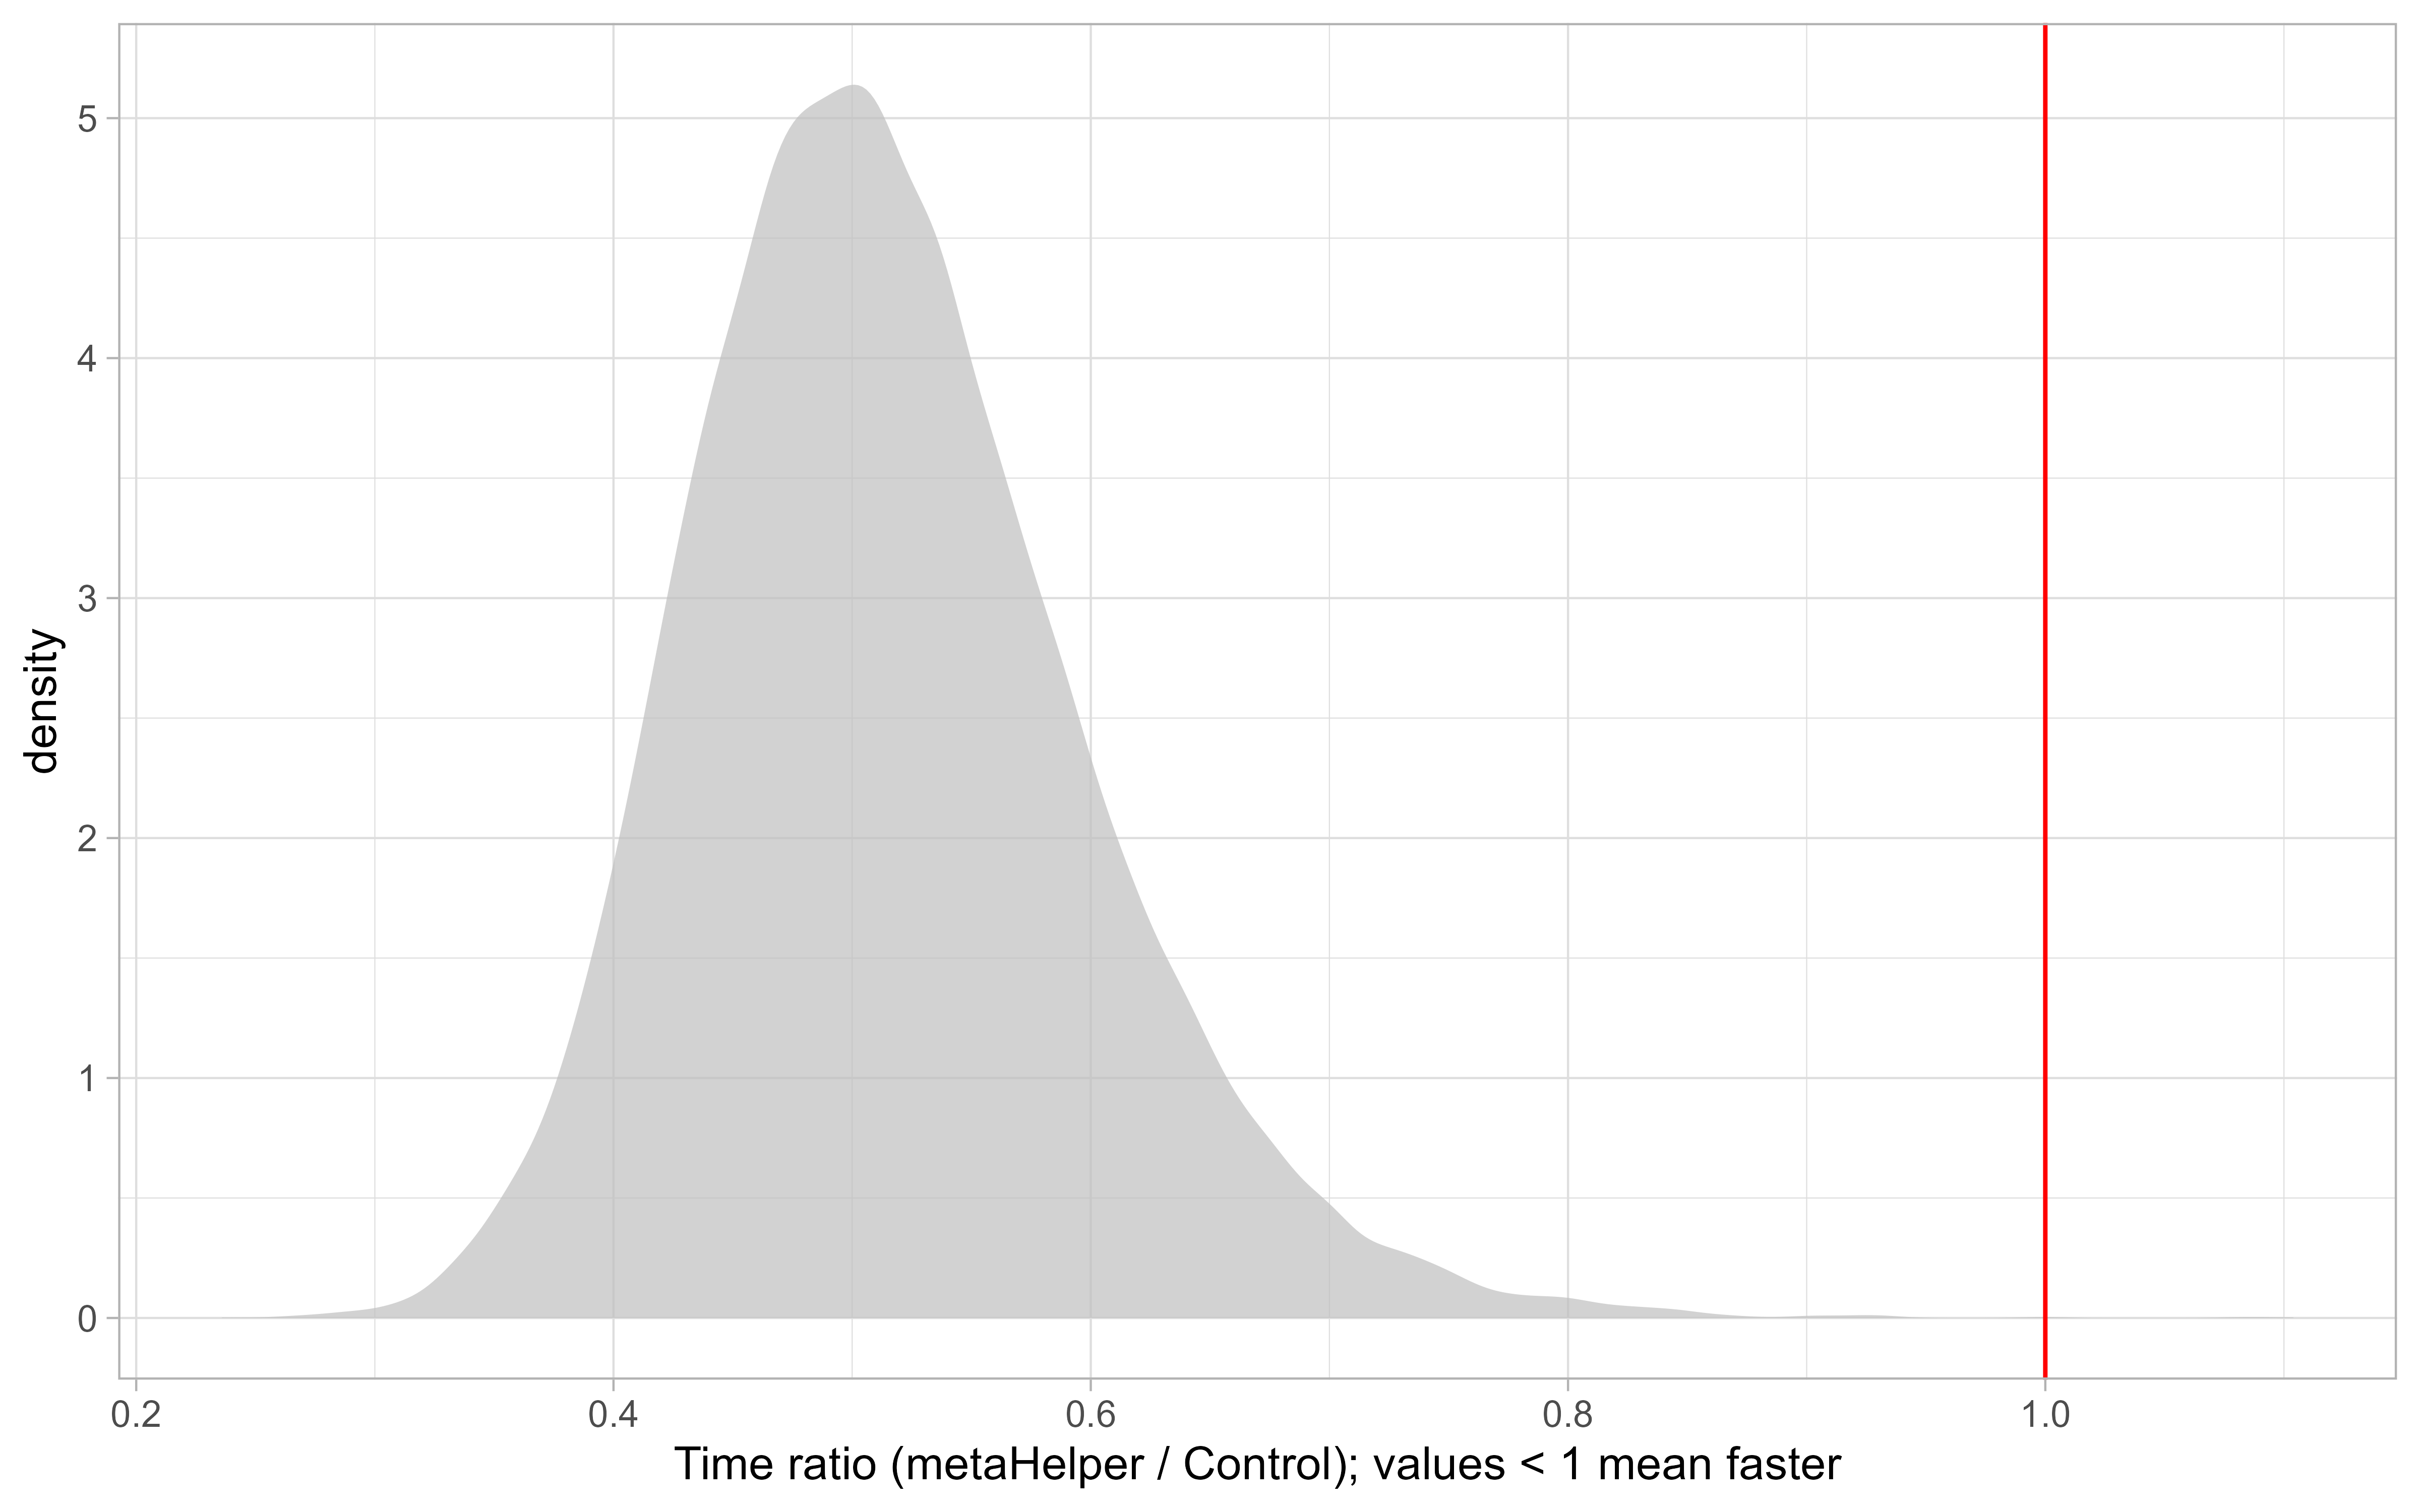 density
5
4
3
2
1
0
0.2 0.4 0.6 0.8 1.0
Time ratio (metaHelper / Control); values < 1 mean faster